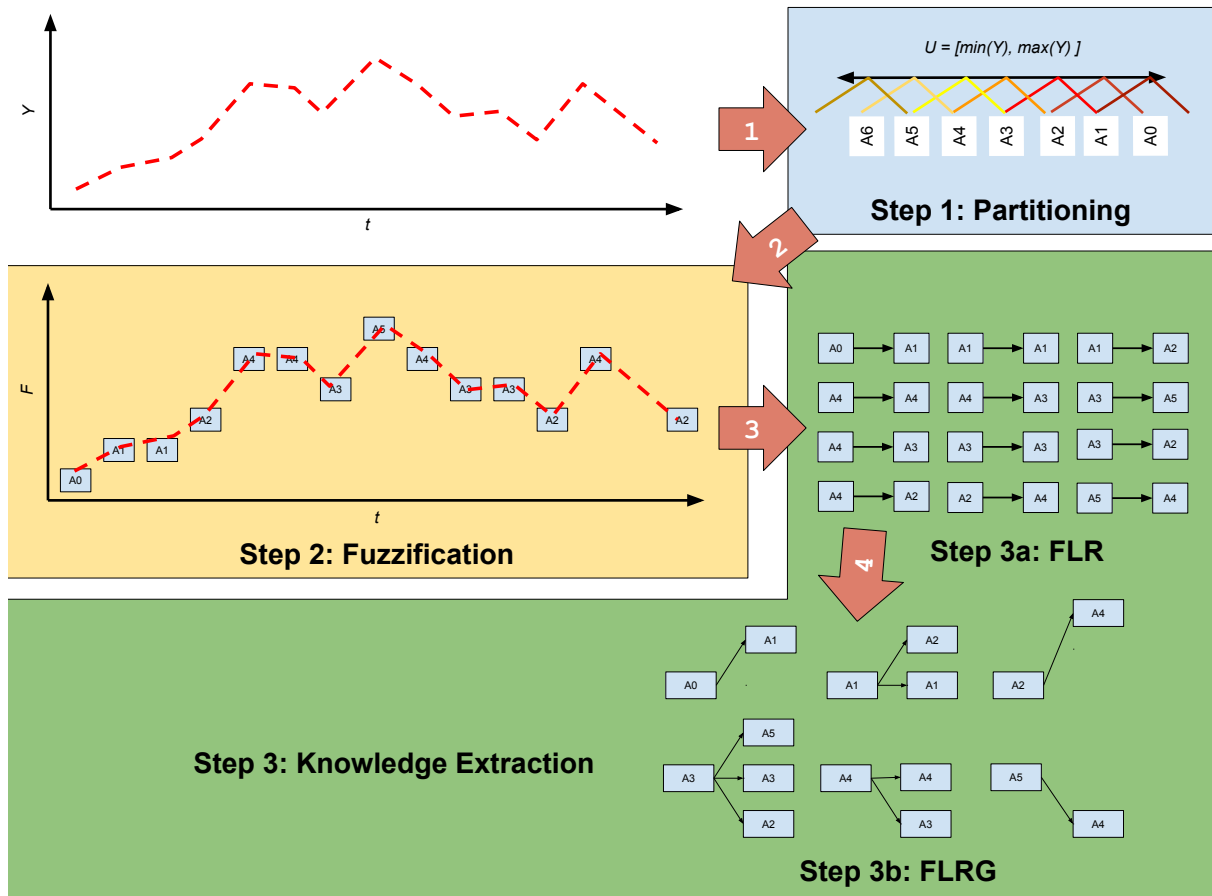 Y
t
1
U = [min(Y), max(Y) ]
A6 A5 A4 A3 A2 A1 A0
Step 1: Partitioning
2
F
A0
A1
A1
A2
A4
A4
A3
A5
A4
A3
A3
A2
A4
A2
t
Step 2: Fuzzification
3
A0 A1 A1 A1 A1 A2
A4 A4 A4 A3 A3 A5
A4 A3 A3 A3 A3 A2
A4 A2 A2 A4 A5 A4
Step 3a: FLR
4
A0 A1
A1 A2 A1
A2 A4
Step 3: Knowledge Extraction
A3 A5 A3 A2
A4 A4 A3
A5 A4
Step 3b: FLRG